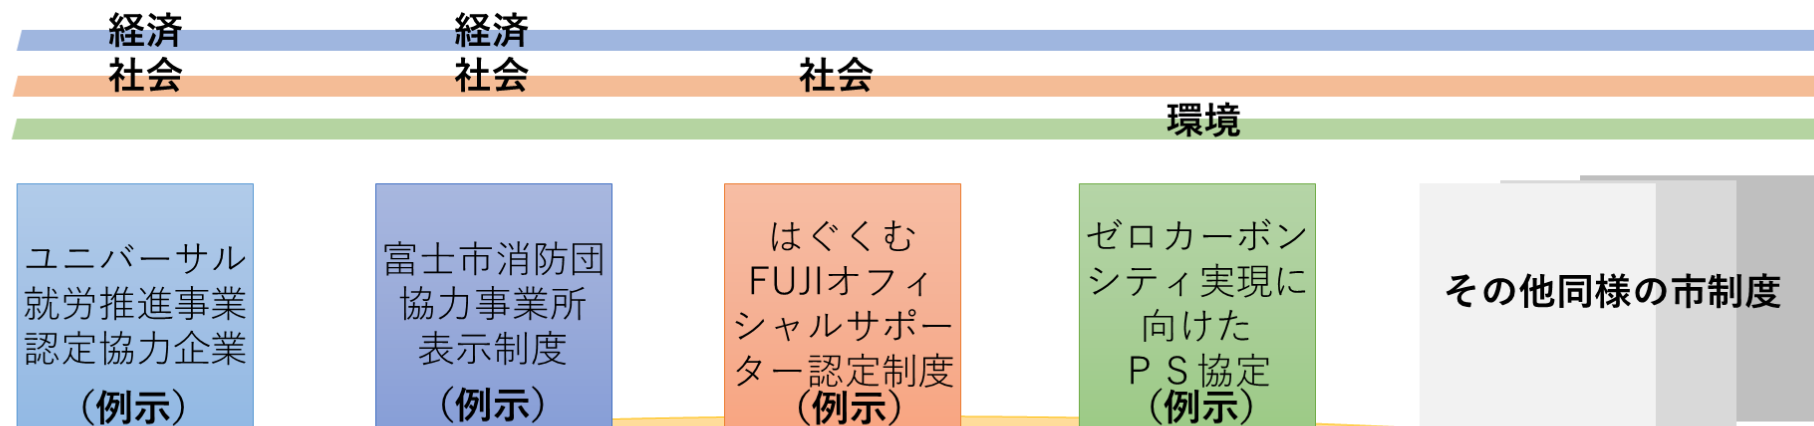 経済 経済
社会 社会 社会
環境
ユニバーサル
就労推進事業
認定協力企業
（例示）
富士市消防団
協力事業所
表示制度
（例示）
はぐくむ
FUJIオフィ
シャルサポー
ター認定制度
（例示）
ゼロカーボン
シティ実現に
向けた
ＰＳ協定
（例示）
その他同様の市制度